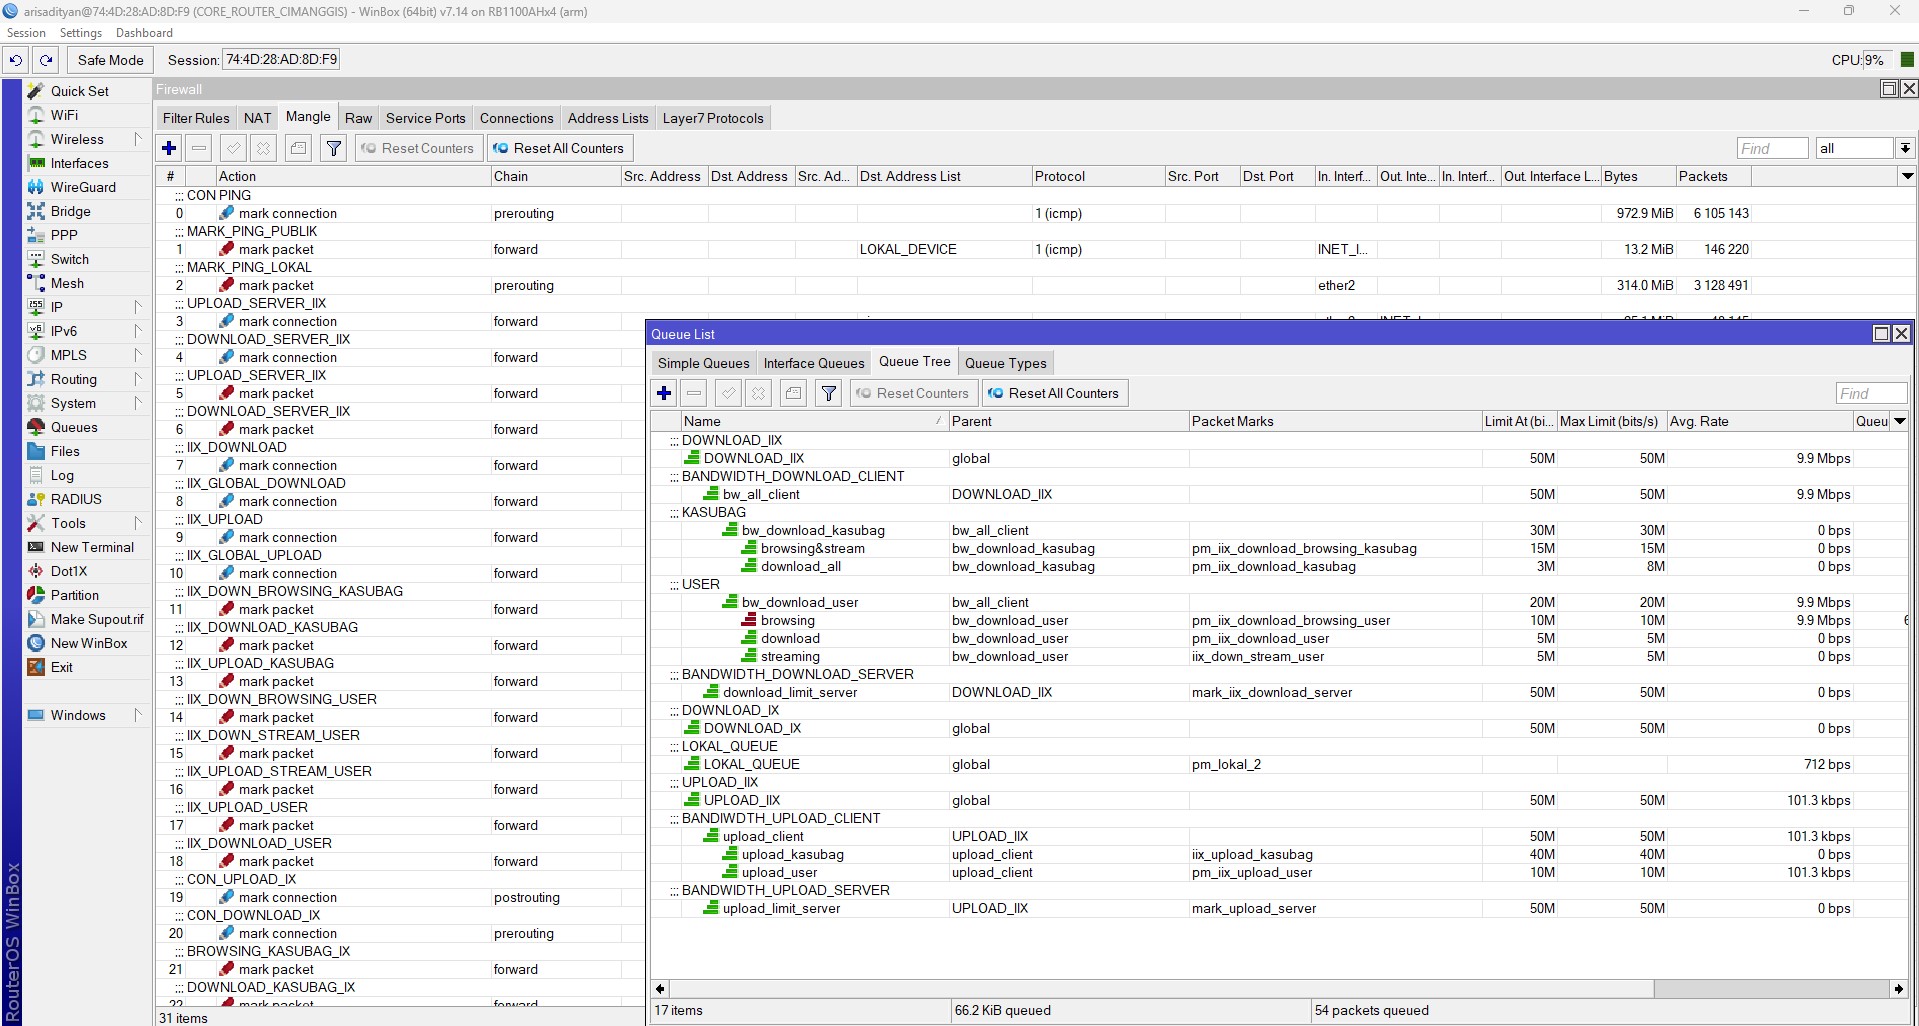 arisadityan@74:4D:28:AD:8D:F9 (CORE_ROUTER_CIMANGGIS) - WinBox (64bit) v7.14 on RB1100AHx4 (arm)
Session Settings Dashboard
Safe Mode Session: 74:4D:28:AD:8D:F9 CPU: 9%
Quick Set
WiFi
Wireless
Interfaces
WireGuard
Bridge
PPP
Switch
Mesh
IP
IPv6
MPLS
Routing
System
Queues
Files
Log
RADIUS
Tools
New Terminal
Dot1X
Partition
Make Supout.rif
New WinBox
Exit
Windows
RouterOS WinBox
Firewall
Filter Rules NAT Mangle Raw Service Ports Connections Address Lists Layer7 Protocols
Reset Counters Reset All Counters Find all
# Action Chain Src. Address Dst. Address Src. Ad... Dst. Address List Protocol Src. Port Dst. Port In. Interf... Out. Inte... In. Interf... Out. Interface L... Bytes Packets
;;; CON PING
0 mark connection prerouting 1 (icmp) 972.9 MiB 6 105 143
;;; MARK_PING_PUBLIK
1 mark packet forward LOKAL_DEVICE 1 (icmp) INET_I... 13.2 MiB 146 220
;;; MARK_PING_LOKAL
2 mark packet prerouting ether2 314.0 MiB 3 128 491
;;; UPLOAD_SERVER_IIX
3 mark connection forward
;;; DOWNLOAD_SERVER_IIX
4 mark connection forward
;;; UPLOAD_SERVER_IIX
5 mark packet forward
;;; DOWNLOAD_SERVER_IIX
6 mark packet forward
;;; IIX_DOWNLOAD
7 mark connection forward
;;; IIX_GLOBAL_DOWNLOAD
8 mark connection forward
;;; IIX_UPLOAD
9 mark connection forward
;;; IIX_GLOBAL_UPLOAD
10 mark connection forward
;;; IIX_DOWN_BROWSING_KASUBAG
11 mark packet forward
;;; IIX_DOWNLOAD_KASUBAG
12 mark packet forward
;;; IIX_UPLOAD_KASUBAG
13 mark packet forward
;;; IIX_DOWN_BROWSING_USER
14 mark packet forward
;;; IIX_DOWN_STREAM_USER
15 mark packet forward
;;; IIX_UPLOAD_STREAM_USER
16 mark packet forward
;;; IIX_UPLOAD_USER
17 mark packet forward
;;; IIX_DOWNLOAD_USER
18 mark packet forward
;;; CON_UPLOAD_IX
19 mark connection postrouting
;;; CON_DOWNLOAD_IX
20 mark connection prerouting
;;; BROWSING_KASUBAG_IX
21 mark packet forward
;;; DOWNLOAD_KASUBAG_IX
22 mark packet forward
31 items
Queue List
Simple Queues Interface Queues Queue Tree Queue Types
Reset Counters Reset All Counters Find
Name Parent Packet Marks Limit At (bi... Max Limit (bits/s) Avg. Rate Queu
;;; DOWNLOAD_IIX
DOWNLOAD_IIX global 50M 50M 9.9 Mbps
;;; BANDWIDTH_DOWNLOAD_CLIENT
bw_all_client DOWNLOAD_IIX 50M 50M 9.9 Mbps
;;; KASUBAG
bw_download_kasubag bw_all_client 30M 30M 0 bps
browsing&stream bw_download_kasubag pm_iix_download_browsing_kasubag 15M 15M 0 bps
download_all bw_download_kasubag pm_iix_download_kasubag 3M 8M 0 bps
;;; USER
bw_download_user bw_all_client 20M 20M 9.9 Mbps
browsing bw_download_user pm_iix_download_browsing_user 10M 10M 9.9 Mbps
download bw_download_user pm_iix_download_user 5M 5M 0 bps
streaming bw_download_user iix_down_stream_user 5M 5M 0 bps
;;; BANDWIDTH_DOWNLOAD_SERVER
download_limit_server DOWNLOAD_IIX mark_iix_download_server 50M 50M 0 bps
;;; DOWNLOAD_IX
DOWNLOAD_IX global 50M 50M 0 bps
;;; LOKAL_QUEUE
LOKAL_QUEUE global pm_lokal_2 712 bps
;;; UPLOAD_IIX
UPLOAD_IIX global 50M 50M 101.3 kbps
;;; BANDIWDTH_UPLOAD_CLIENT
upload_client UPLOAD_IIX 50M 50M 101.3 kbps
upload_kasubag upload_client iix_upload_kasubag 40M 40M 0 bps
upload_user upload_client pm_iix_upload_user 10M 10M 101.3 kbps
;;; BANDWIDTH_UPLOAD_SERVER
upload_limit_server UPLOAD_IIX mark_upload_server 50M 50M 0 bps
17 items 66.2 KiB queued 54 packets queued